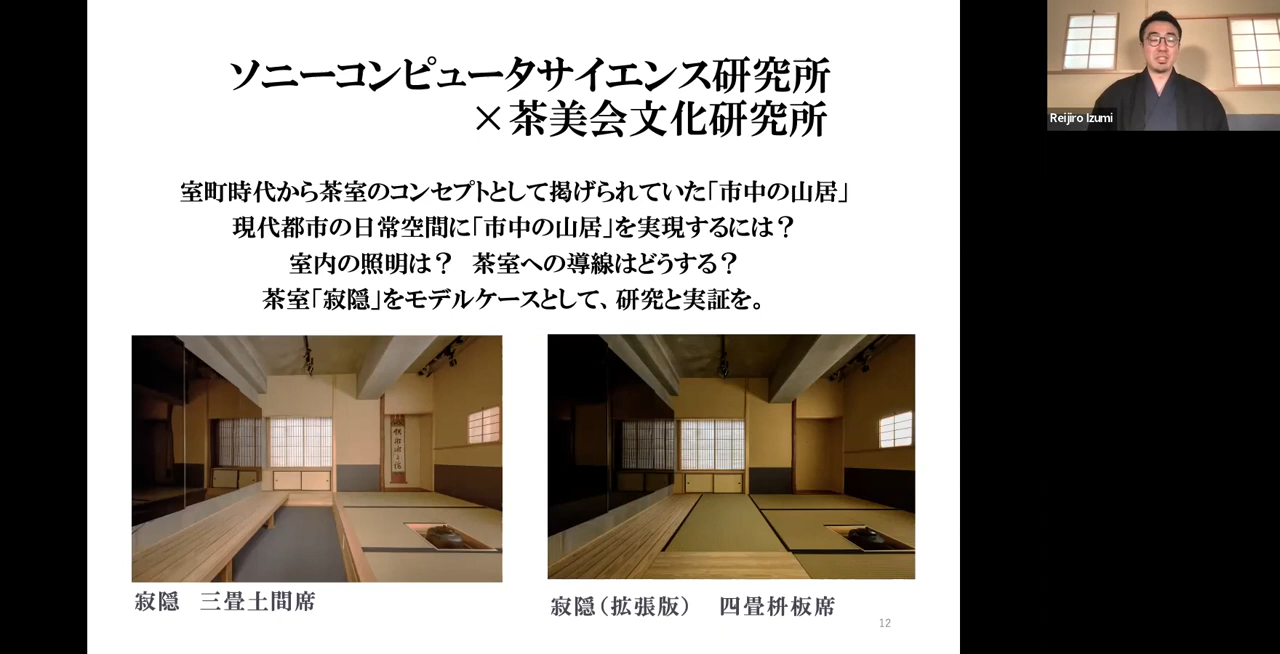 ソニーコンピュータサイエンス研究所
×茶美会文化研究所
室町時代から茶室のコンセプトとして掲げられていた「市中の山居」
現代都市の日常空間に「市中の山居」を実現するには？
室内の照明は？　茶室への導線はどうする？
茶室「寂隠」をモデルケースとして、研究と実証を。
寂隠　三畳土間席
寂隠（拡張版）　四畳枡板席
12
Reijiro Izumi